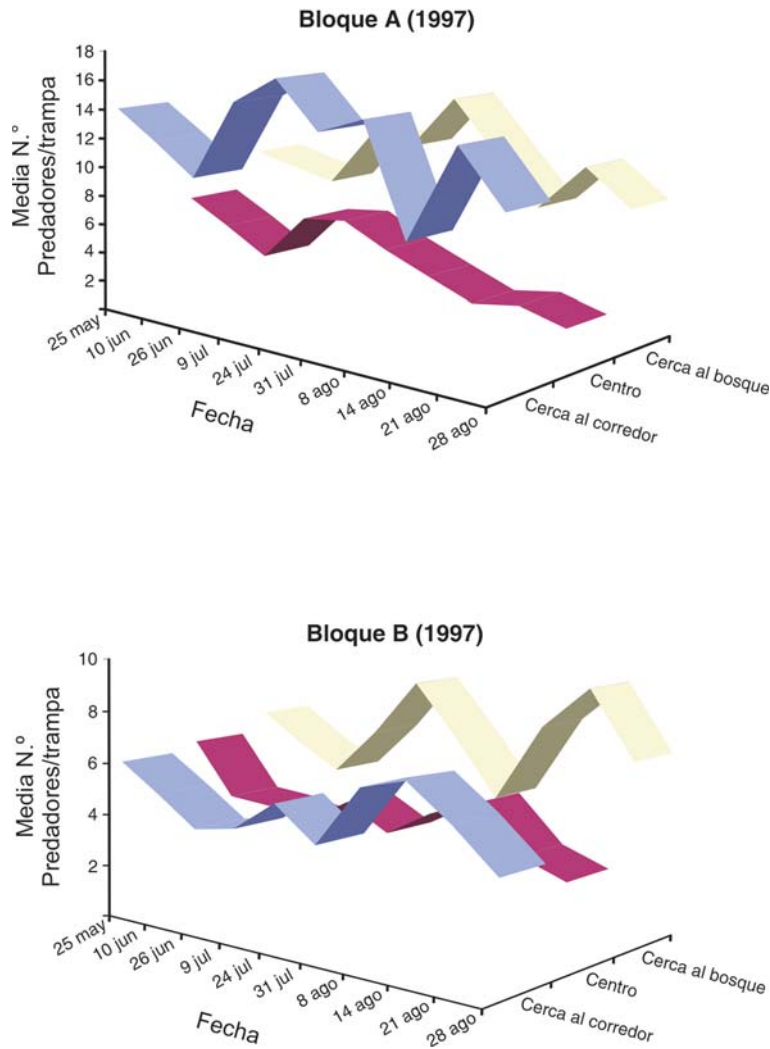 Bloque A (1997)
Media N.°
Predadores/trampa
18
16
14
12
10
8
6
4
2
25 may
10 jun
26 jun
9 jul
24 jul
31 jul
8 ago
14 ago
21 ago
28 ago
Fecha
Cerca al corredor
Centro
Cerca al bosque
Bloque B (1997)
Media N.º
Predadores/trampa
10
8
6
4
2
25 may
10 jun
26 jun
9 jul
24 jul
31 jul
8 ago
14 ago
21 ago
28 ago
Fecha
Cerca al corredor
Centro
Cerca al bosque